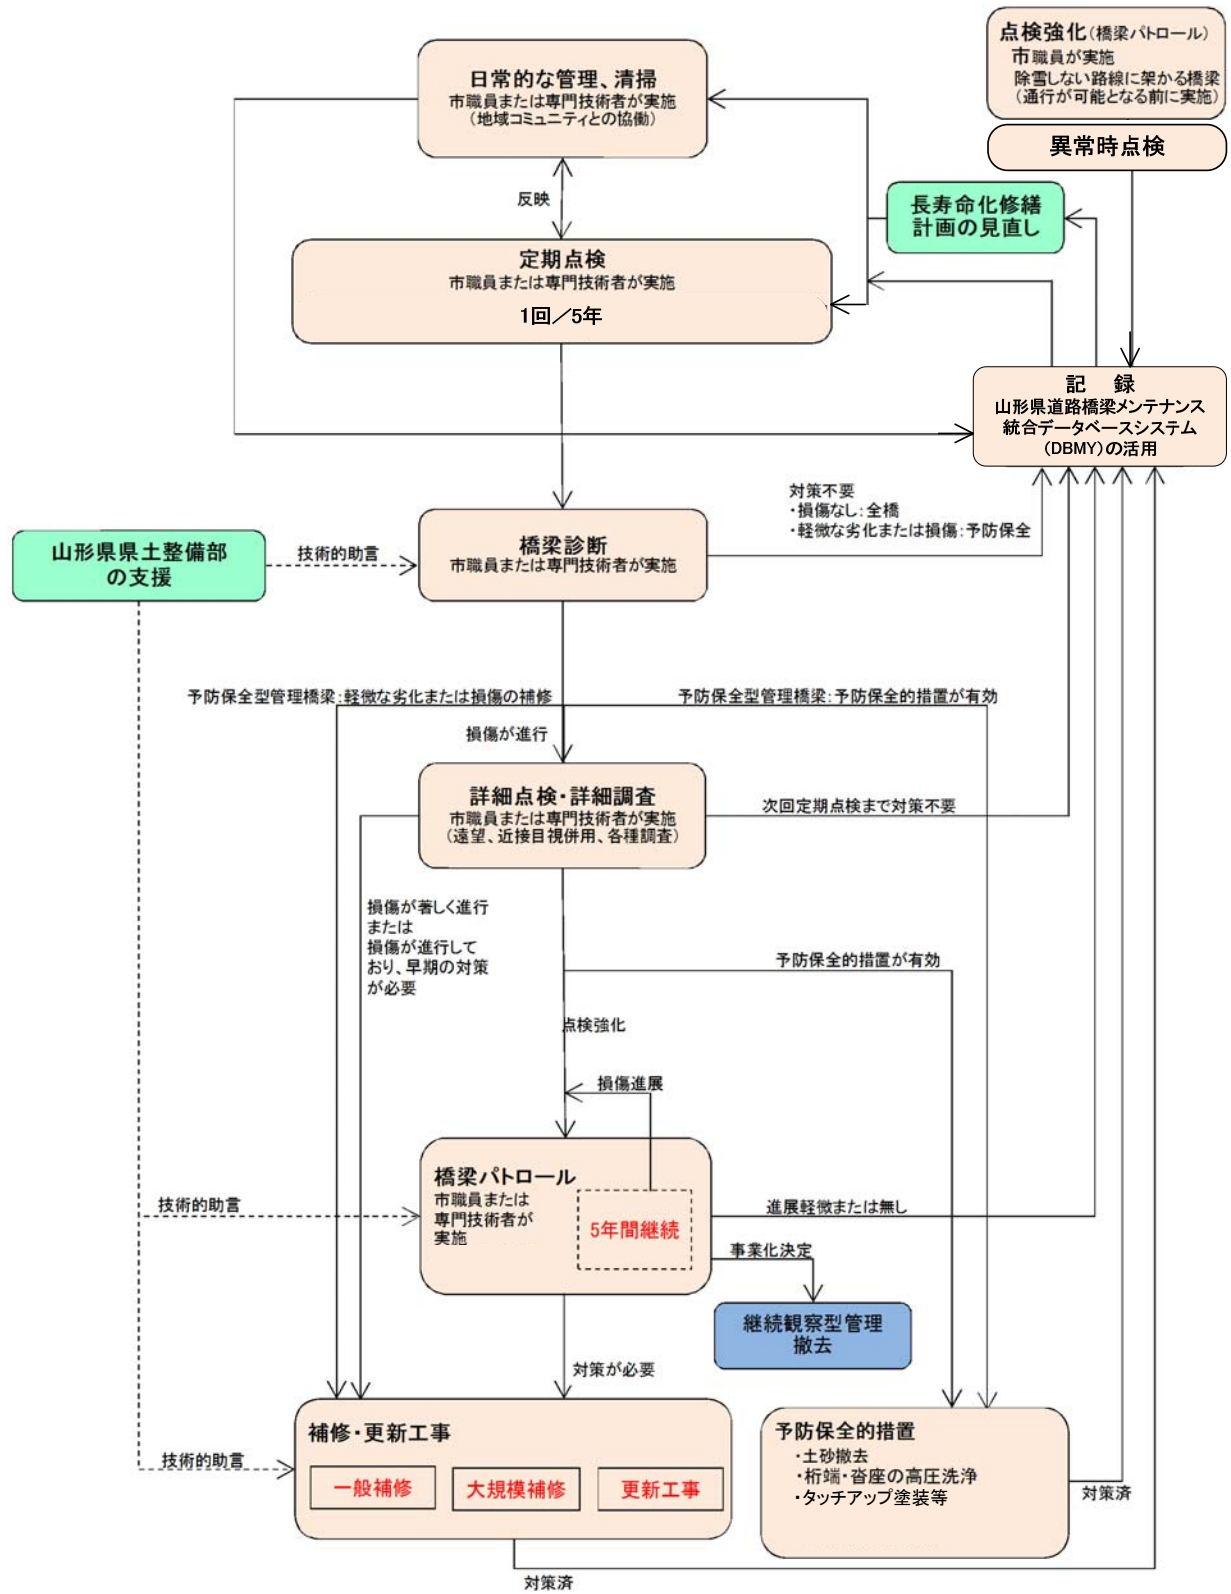 点検強化(橋梁パトロール)
市職員が実施
除雪しない路線に架かる橋梁
(通行が可能となる前に実施)
異常時点検
日常的な管理、清掃
市職員または専門技術者が実施
(地域コミュニティとの協働)
反映
長寿命化修繕
計画の見直し
定期点検
市職員または専門技術者が実施
1回／5年
記　録
山形県道路橋梁メンテナンス
統合データベースシステム
(DBMY)の活用
対策不要
・損傷なし：全橋
・軽微な劣化または損傷：予防保全
山形県県土整備部
の支援
技術的助言
橋梁診断
市職員または専門技術者が実施
予防保全型管理橋梁：軽微な劣化または損傷の補修
予防保全型管理橋梁：予防保全的措置が有効
損傷が進行
詳細点検・詳細調査
市職員または専門技術者が実施
(遠望、近接目視併用、各種調査)
次回定期点検まで対策不要
損傷が著しく進行
または
損傷が進行して
おり、早期の対策
が必要
予防保全的措置が有効
点検強化
損傷進展
橋梁パトロール
市職員または
専門技術者が
実施
5年間継続
技術的助言
進展軽微または無し
事業化決定
継続観察型管理
撤去
対策が必要
補修・更新工事
一般補修
大規模補修
更新工事
技術的助言
予防保全的措置
・土砂撤去
・桁端・沓座の高圧洗浄
・タッチアップ塗装等
対策済
対策済